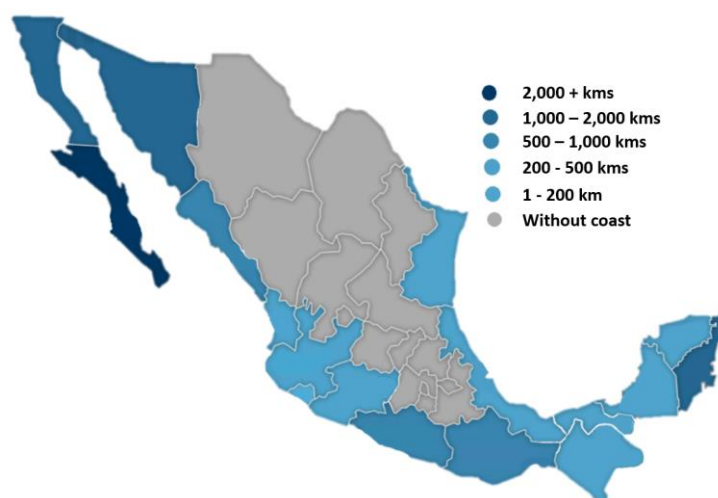 2,000 + kms
1,000 – 2,000 kms
500 – 1,000 kms
200 - 500 kms
1 - 200 km
Without coast